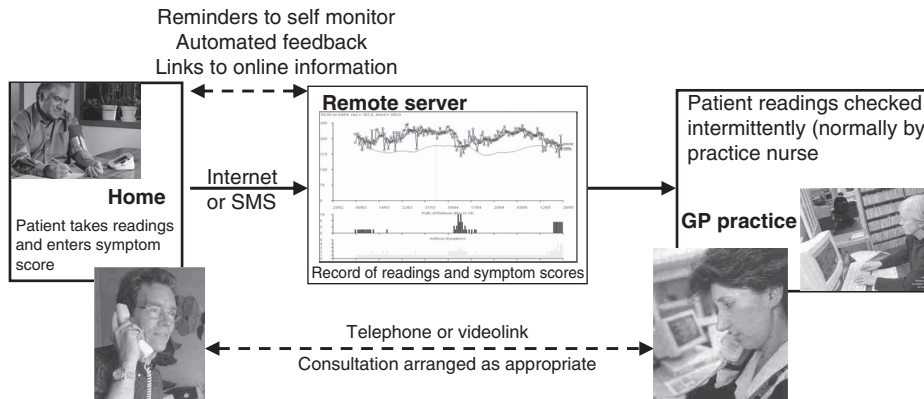 Reminders to self monitor
Automated feedback
Links to online information
Remote server
Patient readings checked
intermittently (normally by
practice nurse
Home
Internet
or SMS
Patient takes readings
and enters symptom
score
GP practice
Record of readings and symptom scores
Telephone or videolink
Consultation arranged as appropriate